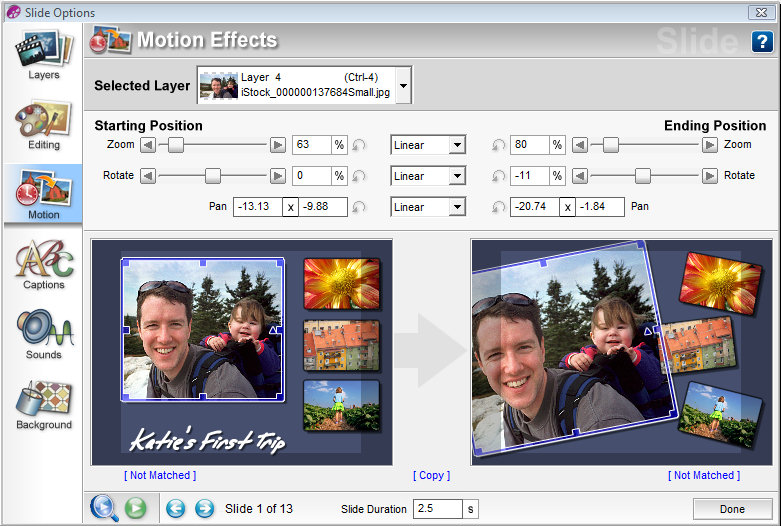 Slide Options
Layers
Editing
Motion
Captions
Sounds
Background
Motion Effects
Slide
?
Selected Layer
Layer 4 (Ctrl-4)
iStock_000000137684Small.jpg
Starting Position
Ending Position
Zoom 63 % Linear 80 % Zoom
Rotate 0 % Linear -11 % Rotate
Pan -13.13 x -9.88 Linear -20.74 x -1.84 Pan
Katie's First Trip
[ Not Matched ] [ Copy ] [ Not Matched ]
Slide 1 of 13 Slide Duration 2.5 s Done